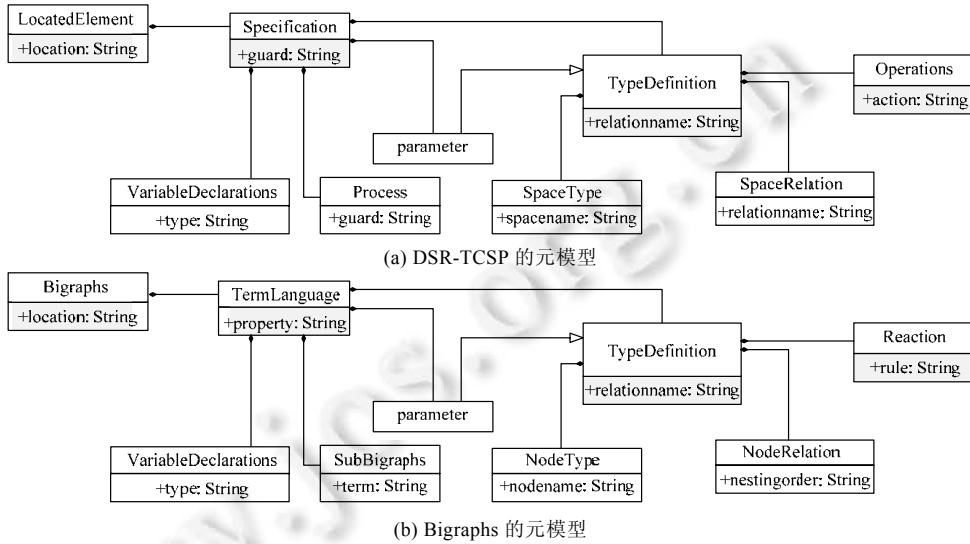 LocatedElement
+location: String
Specification
+guard: String
TypeDefinition
+relationname: String
Operations
+action: String
parameter
VariableDeclarations
+type: String
Process
+guard: String
SpaceType
+spacename: String
SpaceRelation
+relationname: String
(a) DSR-TCSP 的元模型
Bigraphs
+location: String
TermLanguage
+property: String
TypeDefinition
+relationname: String
Reaction
+rule: String
parameter
VariableDeclarations
+type: String
SubBigraphs
+term: String
NodeType
+nodename: String
NodeRelation
+nestingorder: String
(b) Bigraphs 的元模型
.jos.org.cn